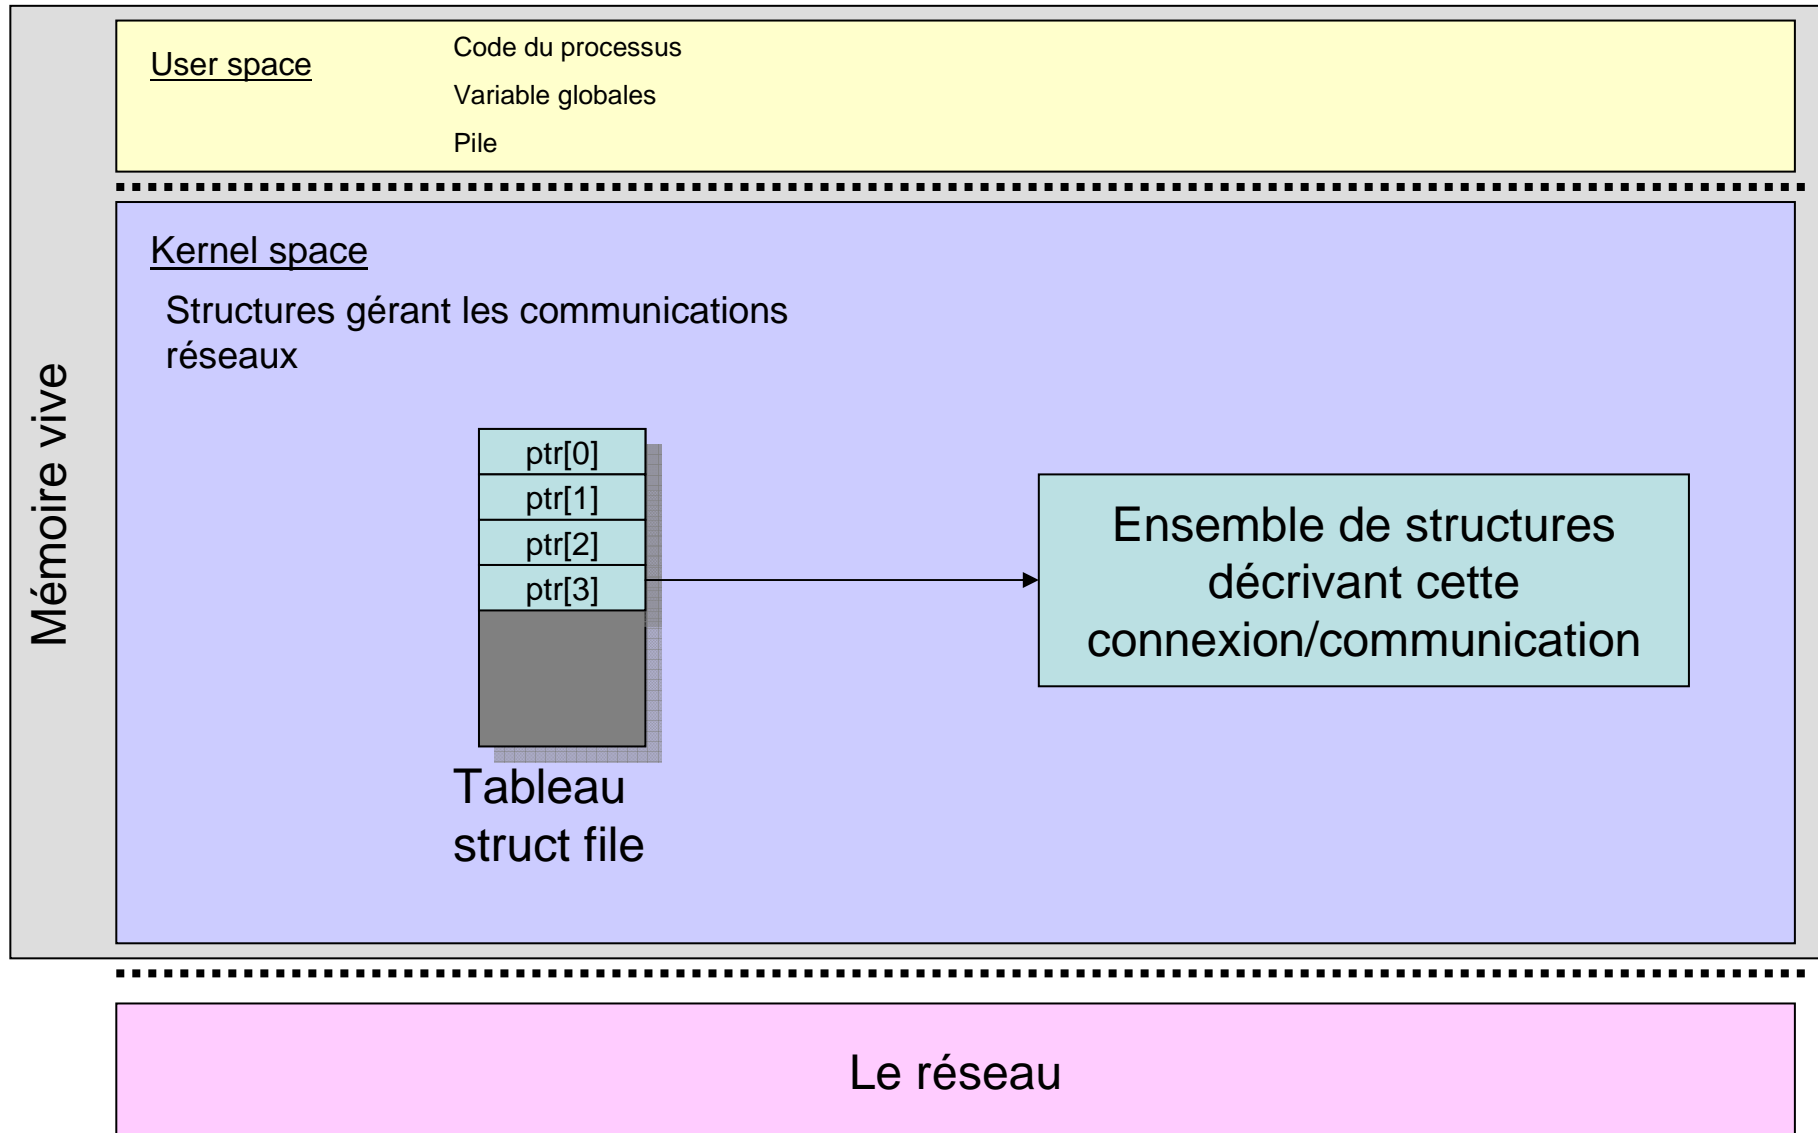 User space
Code du processus
Variable globales
Pile
Kernel space
Structures gérant les communications
réseaux
Mémoire vive
ptr[0]
ptr[1]
ptr[2]
ptr[3]
Ensemble de structures
décrivant cette
connexion/communication
Tableau
struct file
Le réseau